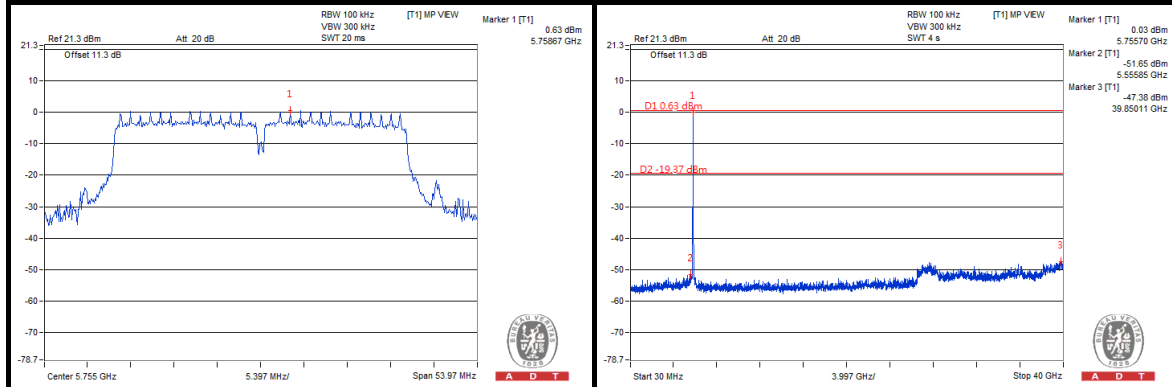 RBW 100 kHz [T1] MP VIEW
VBW 300 kHz
Ref 21.3 dBm Att 20 dB SWT 20 ms
Marker 1 [T1]
0.63 dBm
5.75867 GHz
21.3
Offset 11.3 dB
10
0
-10
-20
-30
-40
-50
-60
-70
-78.7
1
Center 5.755 GHz 5.397 MHz/ Span 53.97 MHz
BUREAU VERITAS
1828
A D T
RBW 100 kHz [T1] MP VIEW
VBW 300 kHz
Ref 21.3 dBm Att 20 dB SWT 4 s
Marker 1 [T1]
0.03 dBm
5.75570 GHz
Marker 2 [T1]
-51.65 dBm
5.55585 GHz
Marker 3 [T1]
-47.38 dBm
39.85011 GHz
21.3
Offset 11.3 dB
10
0
-10
-20
-30
-40
-50
-60
-70
-78.7
1
D1 0.63 dBm
D2 -19.37 dBm
2
3
Start 30 MHz 3.997 GHz/ Stop 40 GHz
BUREAU VERITAS
1828
A D T